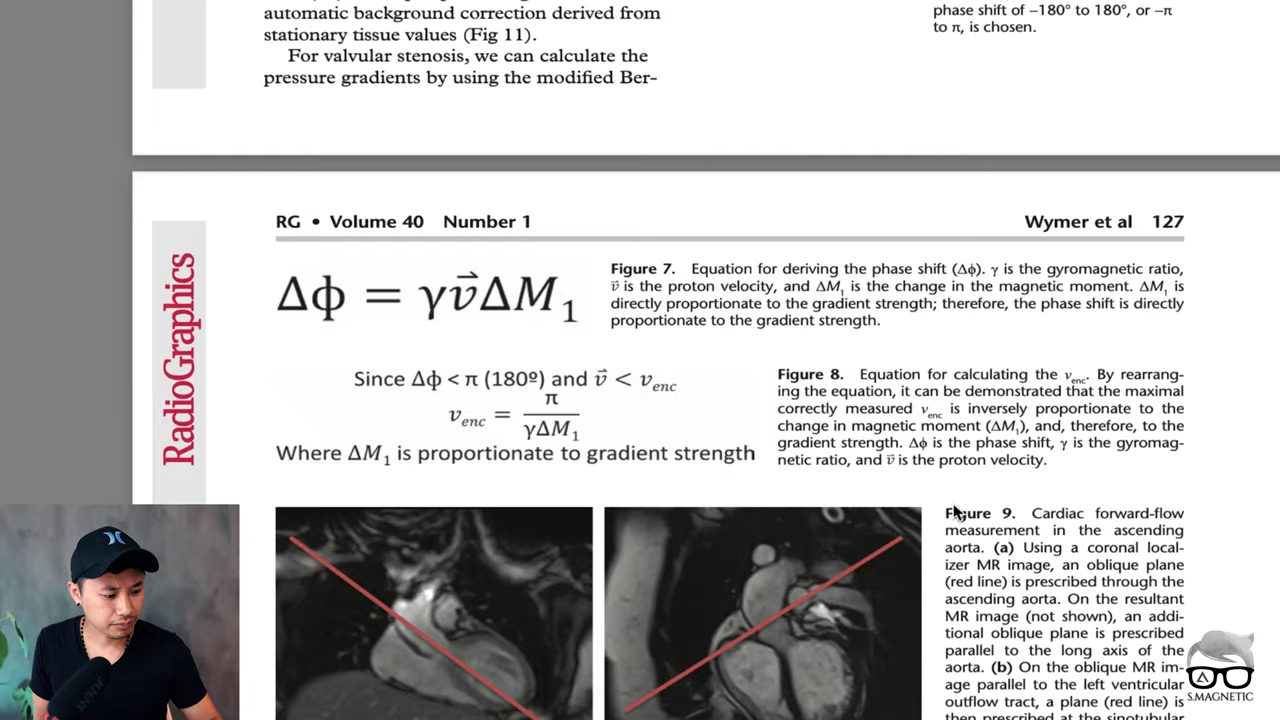 automatic background correction derived from
stationary tissue values (Fig 11).
For valvular stenosis, we can calculate the
pressure gradients by using the modified Ber-
phase shift of −180° to 180°, or −π
to π, is chosen.
RG • Volume 40 Number 1
Wymer et al 127
RadioGraphics
Δϕ = γv⃗ΔM₁
Figure 7. Equation for deriving the phase shift (Δϕ). γ is the gyromagnetic ratio,
v⃗ is the proton velocity, and ΔM₁ is the change in the magnetic moment. ΔM₁ is
directly proportionate to the gradient strength; therefore, the phase shift is directly
proportionate to the gradient strength.
Since Δϕ < π (180º) and v⃗ < vₑₙc
vₑₙc = π / γΔM₁
Where ΔM₁ is proportionate to gradient strength
Figure 8. Equation for calculating the vₑₙc. By rearrang-
ing the equation, it can be demonstrated that the maximal
correctly measured vₑₙc is inversely proportionate to the
change in magnetic moment (ΔM₁), and, therefore, to the
gradient strength. Δϕ is the phase shift, γ is the gyromag-
netic ratio, and v⃗ is the proton velocity.
Figure 9. Cardiac forward-flow
measurement in the ascending
aorta. (a) Using a coronal local-
izer MR image, an oblique plane
(red line) is prescribed through the
ascending aorta. On the resultant
MR image (not shown), an addi-
tional oblique plane is prescribed
parallel to the long axis of the
aorta. (b) On the oblique MR im-
age parallel to the left ventricular
outflow tract, a plane (red line) is
then prescribed at the sinotubular
S.MAGNETIC